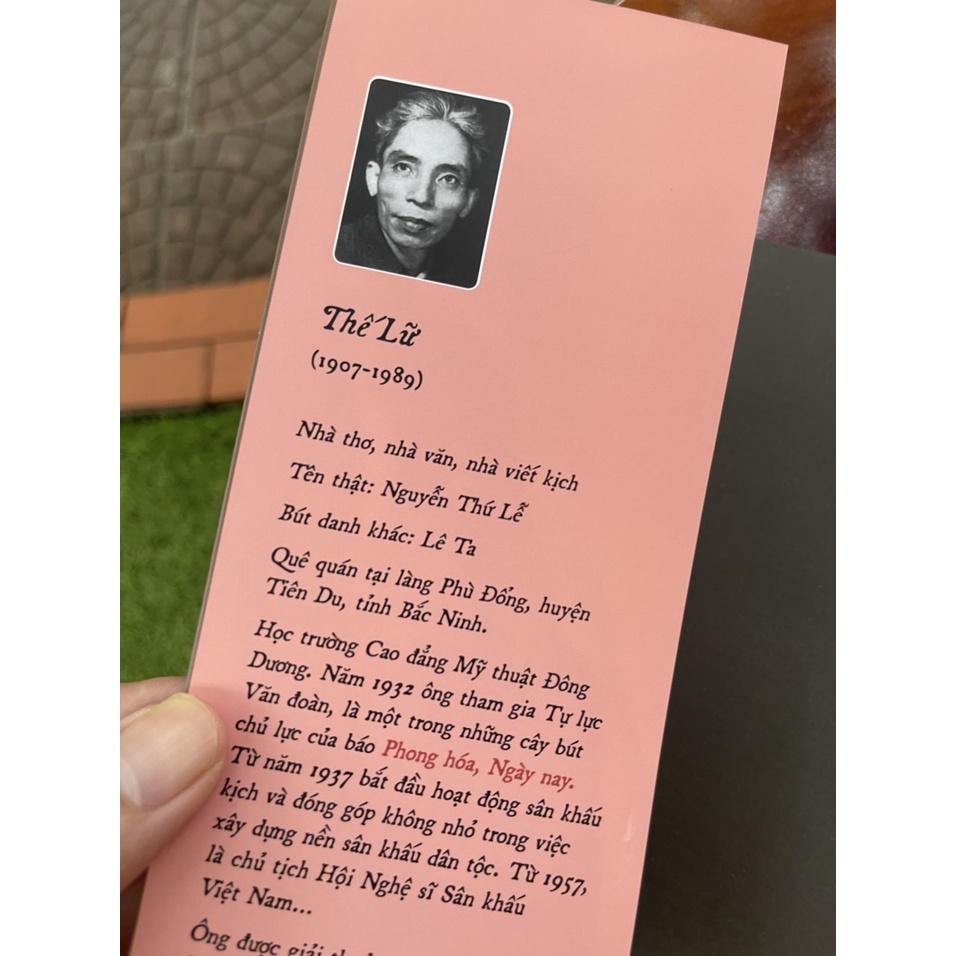 Thế Lữ
(1907-1989)
Nhà thơ, nhà văn, nhà viết kịch
Tên thật: Nguyễn Thứ Lễ
Bút danh khác: Lê Ta
Quê quán tại làng Phù Đổng, huyện
Tiên Du, tỉnh Bắc Ninh.
Học trường Cao đẳng Mỹ thuật Đông
Dương. Năm 1932 ông tham gia Tự lực
Văn đoàn, là một trong những cây bút
chủ lực của báo Phong hóa, Ngày nay.
Từ năm 1937 bắt đầu hoạt động sân khấu
kịch và đóng góp không nhỏ trong việc
xây dựng nền sân khấu dân tộc. Từ 1957,
là chủ tịch Hội Nghệ sĩ Sân khấu
Việt Nam...
Ông được giải